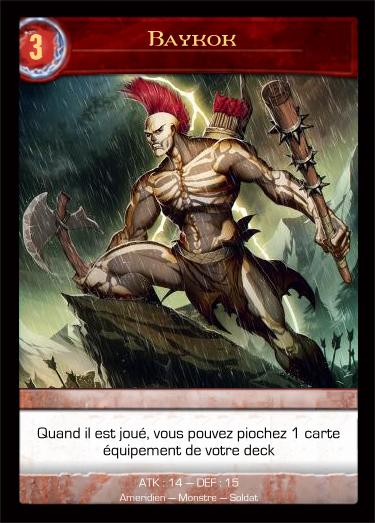 3
Baykok
Quand il est joué, vous pouvez piochez 1 carte
équipement de votre deck
ATK : 14 – DEF : 15
Ameridien – Monstre – Soldat